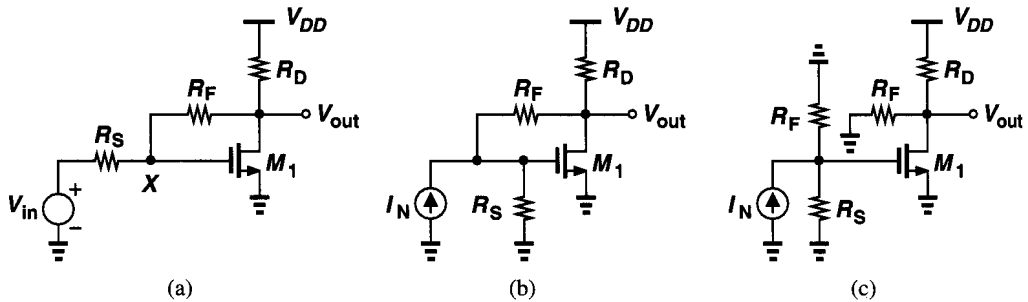 V_DD
R_D
R_F
V_out
R_S
M_1
X
V_in
+
−
(a)
V_DD
R_D
R_F
V_out
M_1
I_N
R_S
(b)
V_DD
R_D
R_F
R_F
V_out
M_1
I_N
R_S
(c)